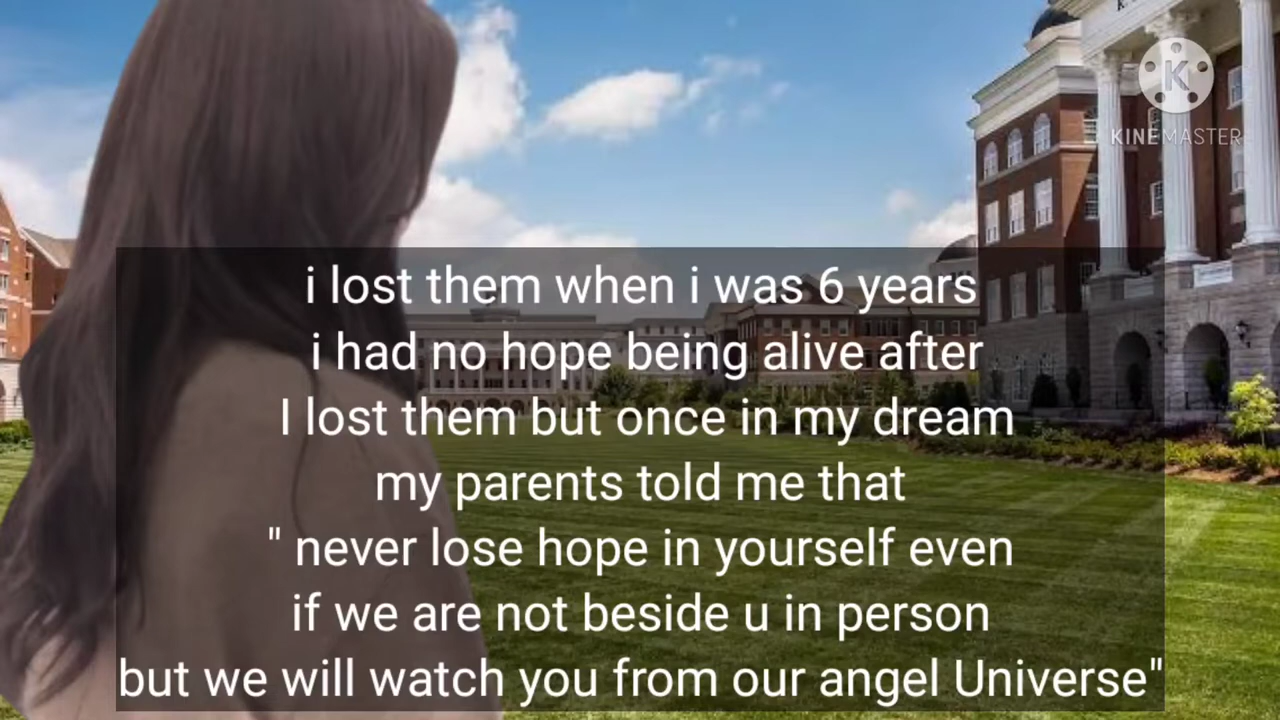 KINEMASTER
i lost them when i was 6 years
i had no hope being alive after
I lost them but once in my dream
my parents told me that
" never lose hope in yourself even
if we are not beside u in person
but we will watch you from our angel Universe"